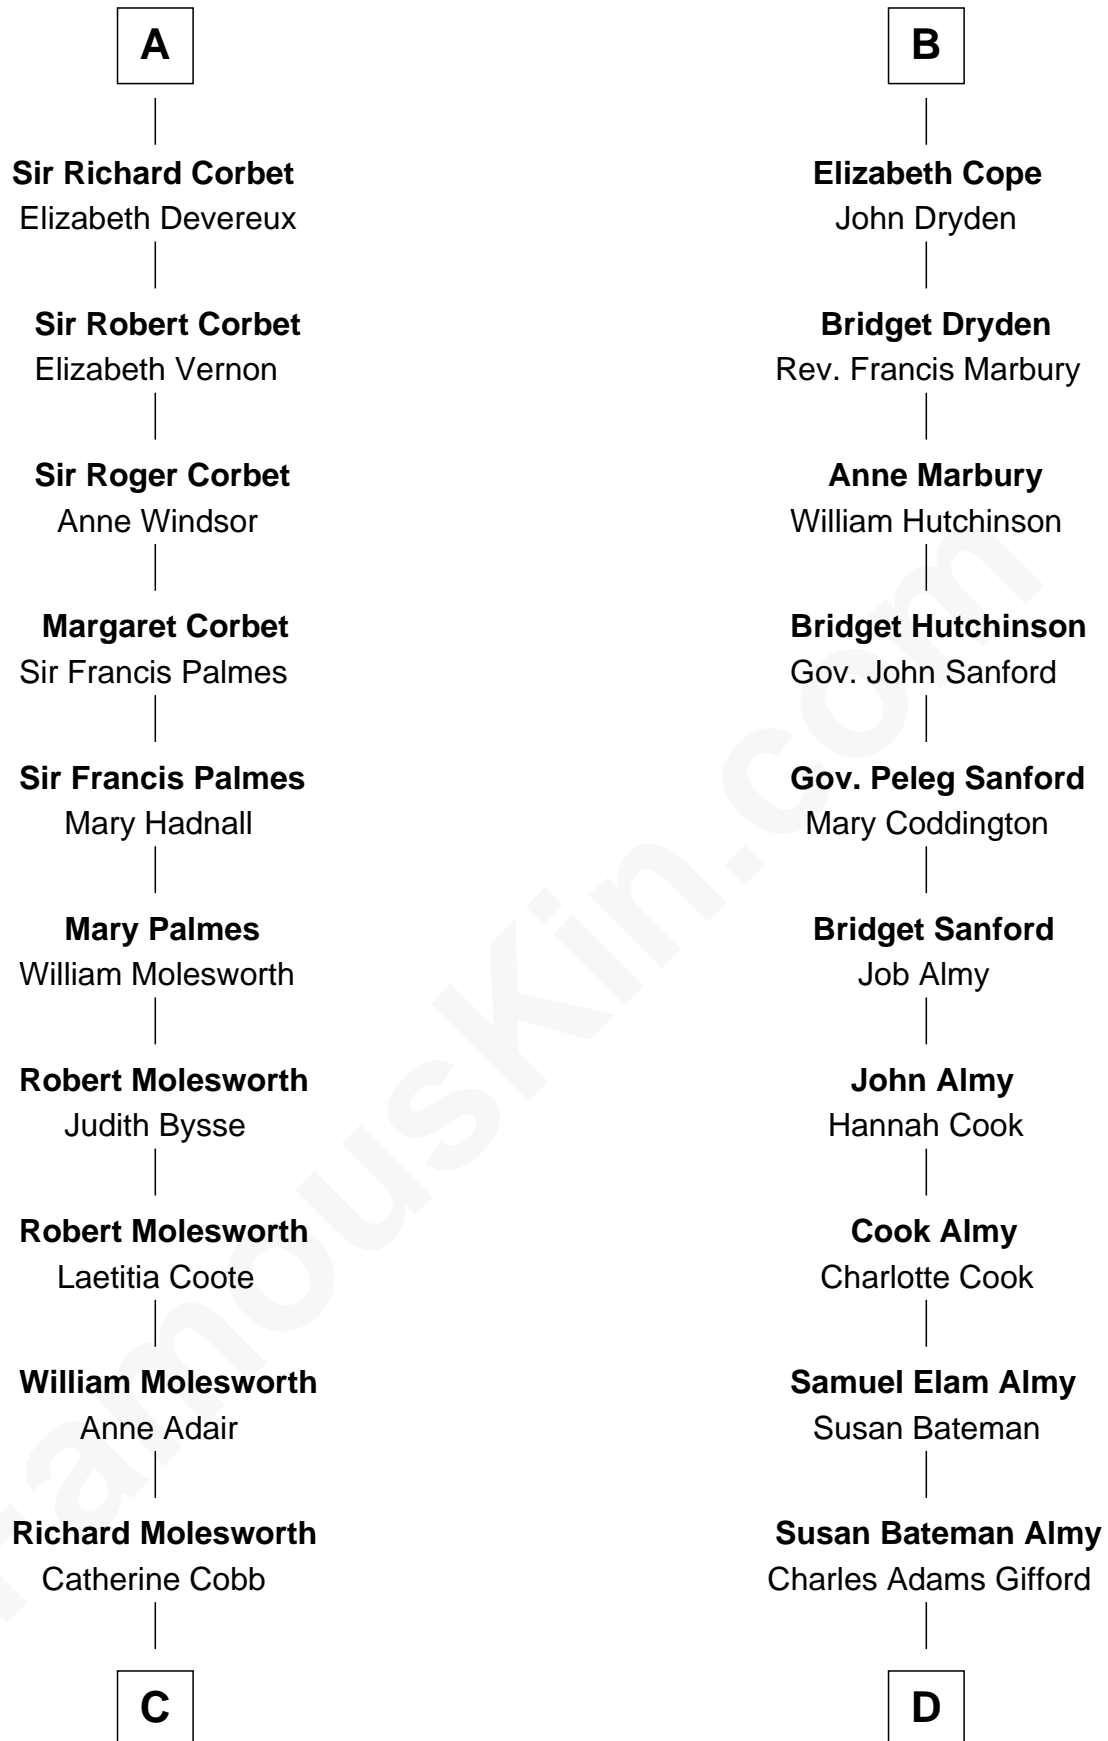 A
Sir Richard Corbet
Elizabeth Devereux
Sir Robert Corbet
Elizabeth Vernon
Sir Roger Corbet
Anne Windsor
Margaret Corbet
Sir Francis Palmes
Sir Francis Palmes
Mary Hadnall
Mary Palmes
William Molesworth
Robert Molesworth
Judith Bysse
Robert Molesworth
Laetitia Coote
William Molesworth
Anne Adair
Richard Molesworth
Catherine Cobb
C
B
Elizabeth Cope
John Dryden
Bridget Dryden
Rev. Francis Marbury
Anne Marbury
William Hutchinson
Bridget Hutchinson
Gov. John Sanford
Gov. Peleg Sanford
Mary Coddington
Bridget Sanford
Job Almy
John Almy
Hannah Cook
Cook Almy
Charlotte Cook
Samuel Elam Almy
Susan Bateman
Susan Bateman Almy
Charles Adams Gifford
D
FamousKin.com